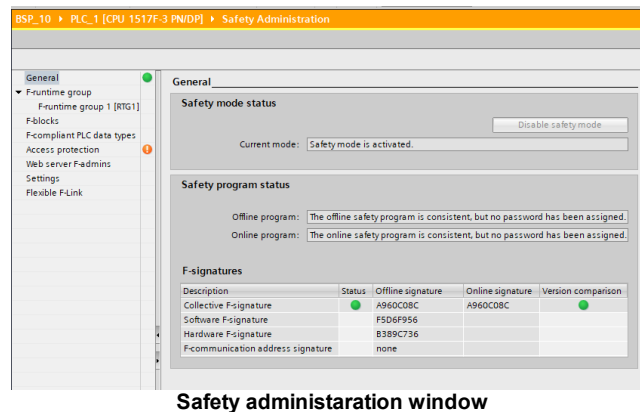 BSP_10 ▸ PLC_1 [CPU 1517F-3 PN/DP] ▸ Safety Administration
General
F-runtime group
F-runtime group 1 [RTG1]
F-blocks
F-compliant PLC data types
Access protection
Web server F-admins
Settings
Flexible F-Link
General
Safety mode status
Disable safety mode
Current mode: Safety mode is activated.
Safety program status
Offline program: The offline safety program is consistent, but no password has been assigned.
Online program: The online safety program is consistent, but no password has been assigned.
F-signatures
Description Status Offline signature Online signature Version comparison
Collective F-signature A960C08C A960C08C
Software F-signature F5D6F956
Hardware F-signature B389C736
F-communication address signature none
Safety administaration window